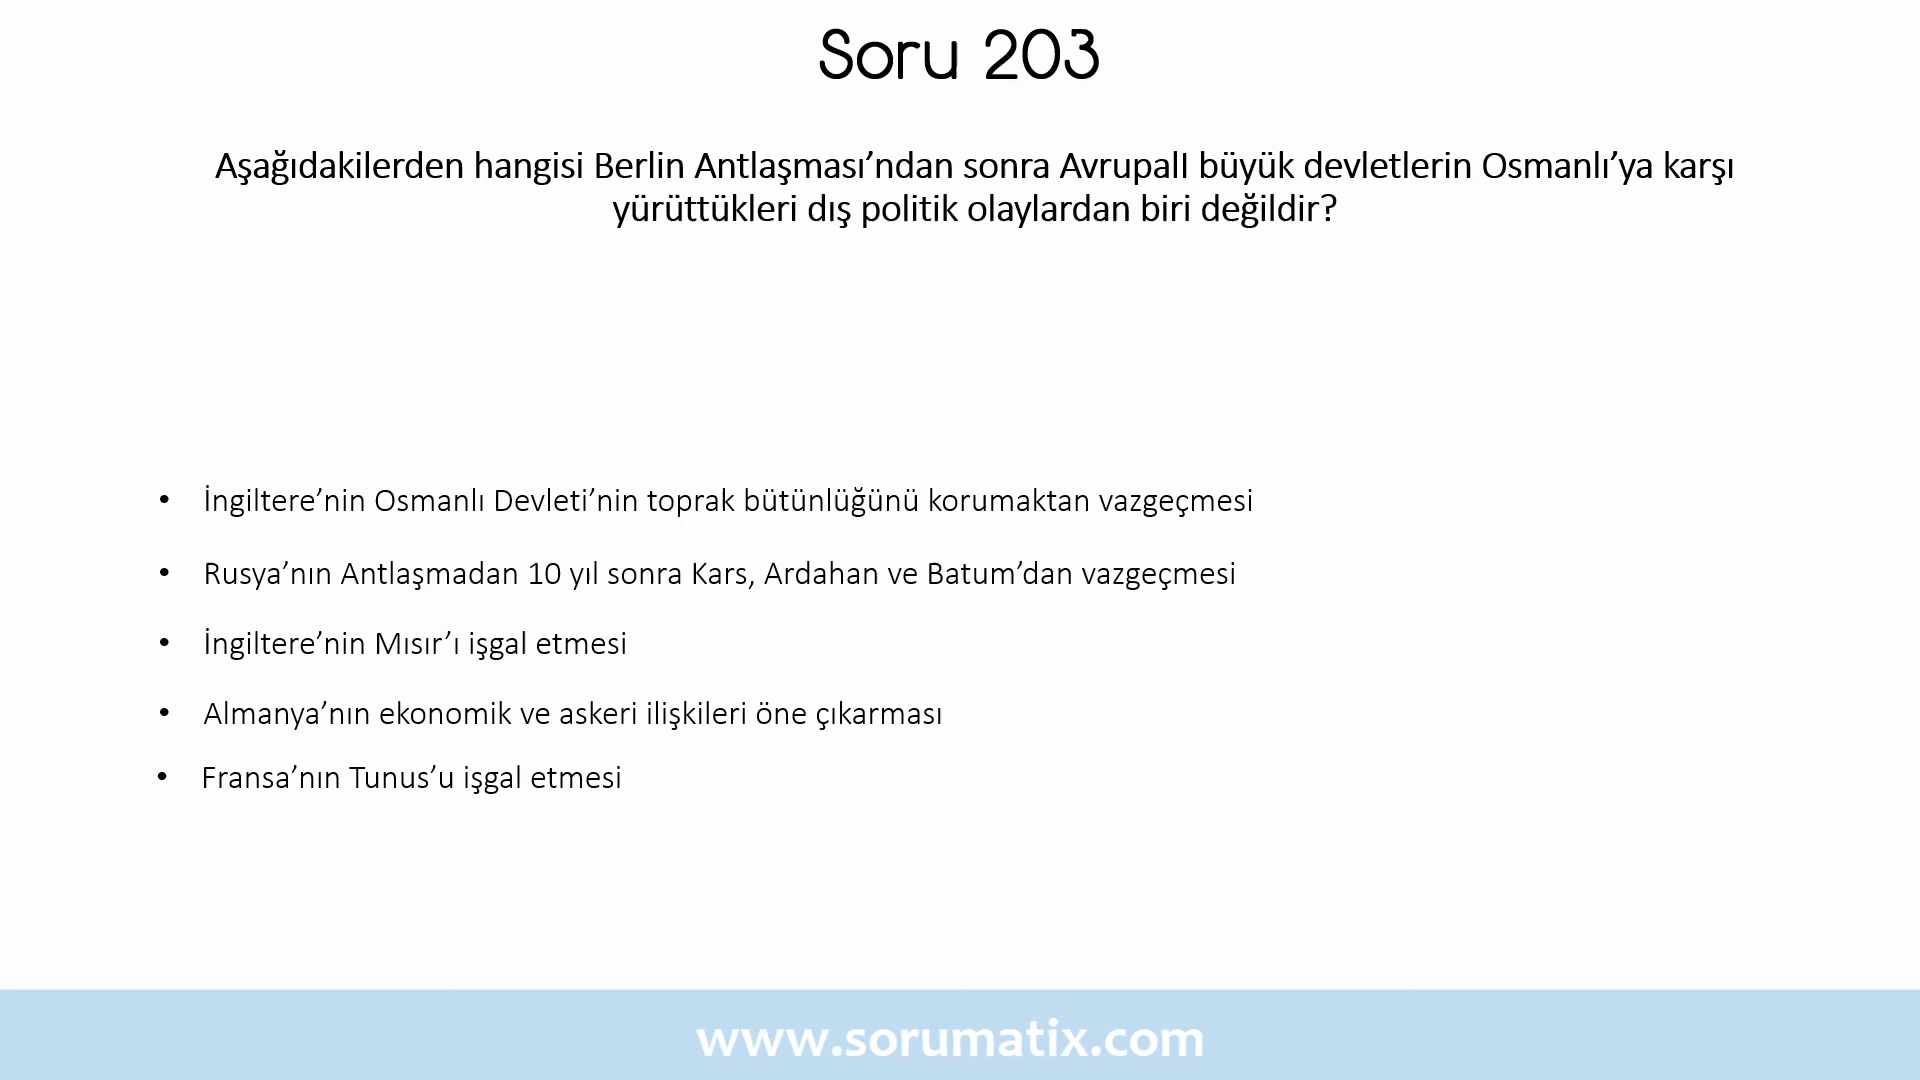 Soru 203
Aşağıdakilerden hangisi Berlin Antlaşması’ndan sonra AvrupalI büyük devletlerin Osmanlı’ya karşı
yürüttükleri dış politik olaylardan biri değildir?
• İngiltere’nin Osmanlı Devleti’nin toprak bütünlüğünü korumaktan vazgeçmesi
• Rusya’nın Antlaşmadan 10 yıl sonra Kars, Ardahan ve Batum’dan vazgeçmesi
• İngiltere’nin Mısır’ı işgal etmesi
• Almanya’nın ekonomik ve askeri ilişkileri öne çıkarması
• Fransa’nın Tunus’u işgal etmesi
www.sorumatix.com